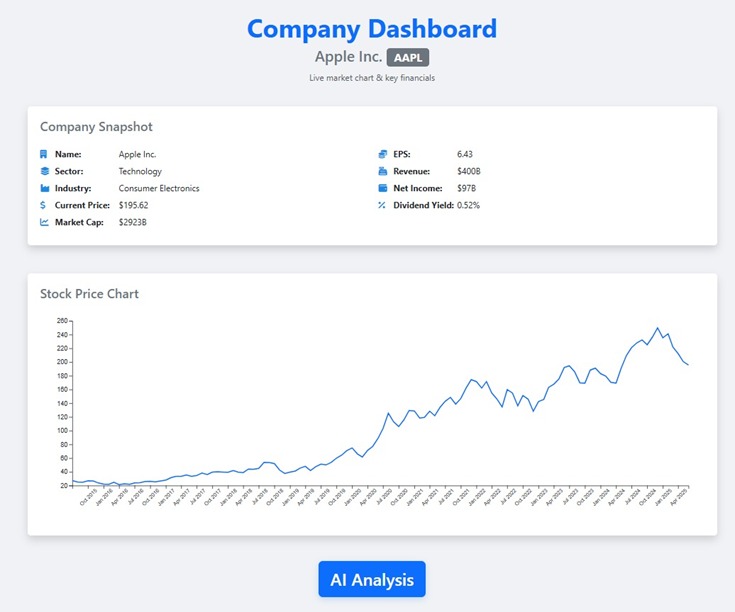 Company Dashboard
Apple Inc. AAPL
Live market chart & key financials
Company Snapshot
Name: Apple Inc.
Sector: Technology
Industry: Consumer Electronics
Current Price: $195.62
Market Cap: $2923B
EPS: 6.43
Revenue: $400B
Net Income: $97B
Dividend Yield: 0.52%
Stock Price Chart
260
240
220
200
180
160
140
120
100
80
60
40
20
Oct 2015 Jan 2016 Apr 2016 Jul 2016 Oct 2016 Jan 2017 Apr 2017 Jul 2017 Oct 2017 Jan 2018 Apr 2018 Jul 2018 Oct 2018 Jan 2019 Apr 2019 Jul 2019 Oct 2019 Jan 2020 Apr 2020 Jul 2020 Oct 2020 Jan 2021 Apr 2021 Jul 2021 Oct 2021 Jan 2022 Apr 2022 Jul 2022 Oct 2022 Jan 2023 Apr 2023 Jul 2023 Oct 2023 Jan 2024 Apr 2024 Jul 2024 Oct 2024 Jan 2025 Apr 2025
AI Analysis